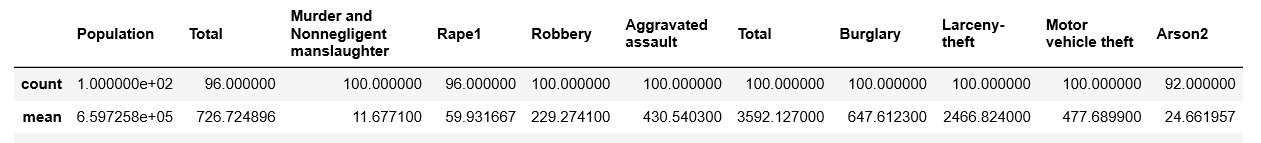 Population Total Murder and Nonnegligent manslaughter Rape1 Robbery Aggravated assault Total Burglary Larceny-theft Motor vehicle theft Arson2
count 1.000000e+02 96.000000 100.000000 96.000000 100.000000 100.000000 100.000000 100.000000 100.000000 100.000000 92.000000
mean 6.597258e+05 726.724896 11.677100 59.931667 229.274100 430.540300 3592.127000 647.612300 2466.824000 477.689900 24.661957